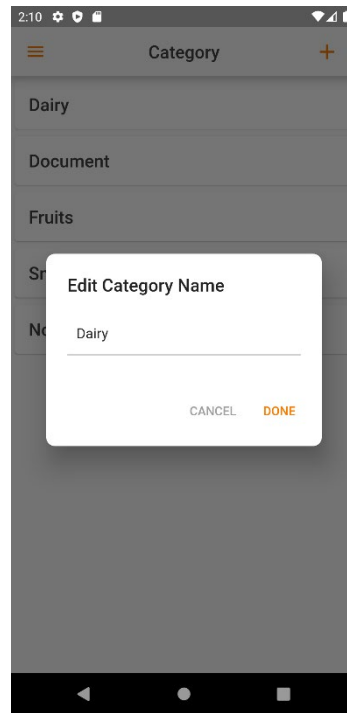 2:10
Category
Dairy
Document
Fruits
Edit Category Name
Dairy
CANCEL DONE